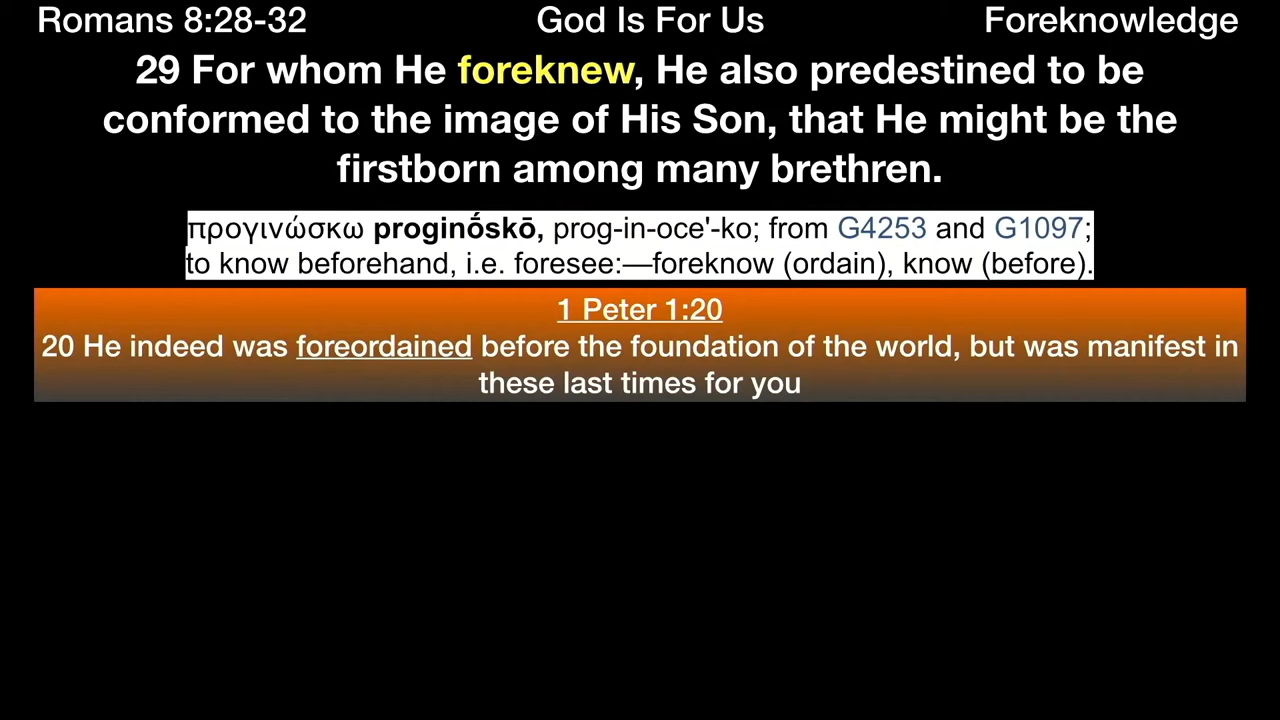 Romans 8:28-32 God Is For Us Foreknowledge
29 For whom He foreknew, He also predestined to be
conformed to the image of His Son, that He might be the
firstborn among many brethren.
προγινώσκω proginṓskō, prog-in-oce'-ko; from G4253 and G1097;
to know beforehand, i.e. foresee:—foreknow (ordain), know (before).
1 Peter 1:20
20 He indeed was foreordained before the foundation of the world, but was manifest in
these last times for you